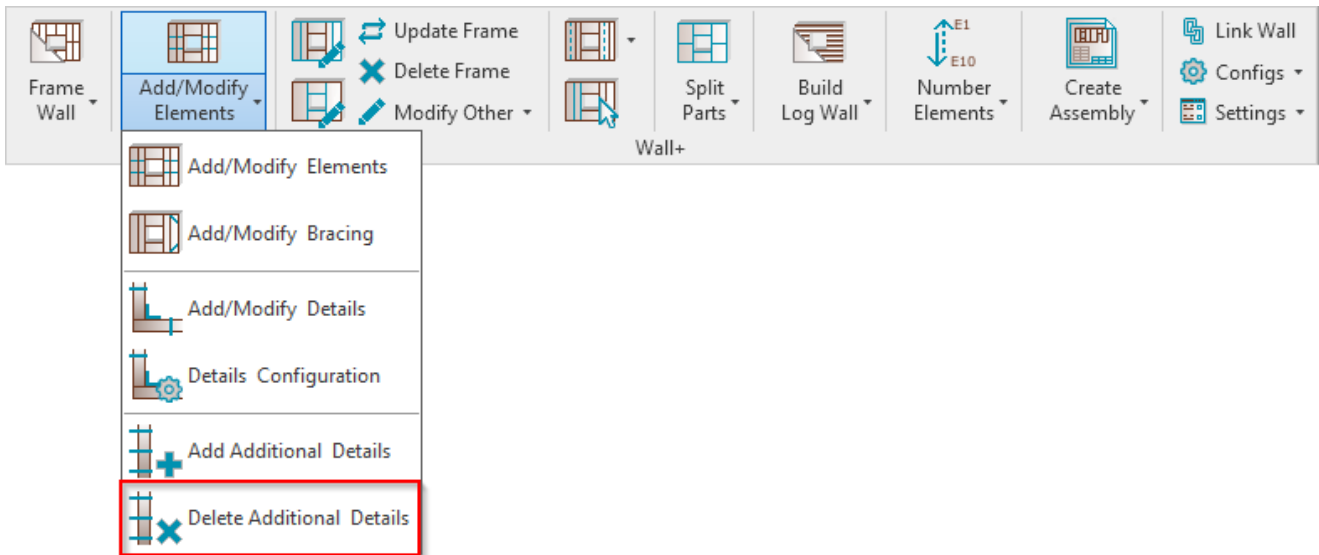 Frame
Wall
Add/Modify
Elements
Update Frame
Delete Frame
Modify Other
Split
Parts
Build
Log Wall
E1
E10
Number
Elements
Create
Assembly
Link Wall
Configs
Settings
Wall+
Add/Modify Elements
Add/Modify Bracing
Add/Modify Details
Details Configuration
Add Additional Details
Delete Additional Details